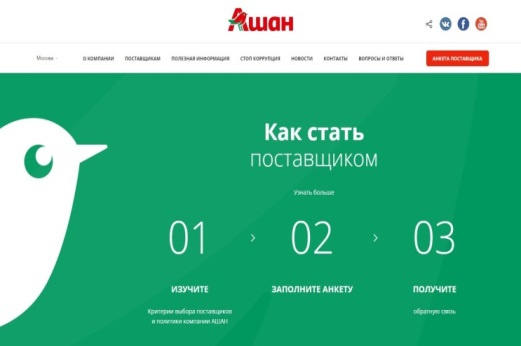 Ашан
Москва
О КОМПАНИИ ПОСТАВЩИКАМ ПОЛЕЗНАЯ ИНФОРМАЦИЯ СТОП КОРРУПЦИЯ НОВОСТИ КОНТАКТЫ ВОПРОСЫ И ОТВЕТЫ АНКЕТА ПОСТАВЩИКА
Как стать
поставщиком
Узнать больше
01 02 03
ИЗУЧИТЕ ЗАПОЛНИТЕ АНКЕТУ ПОЛУЧИТЕ
Критерии выбора поставщиков обратную связь
и политики компании АШАН